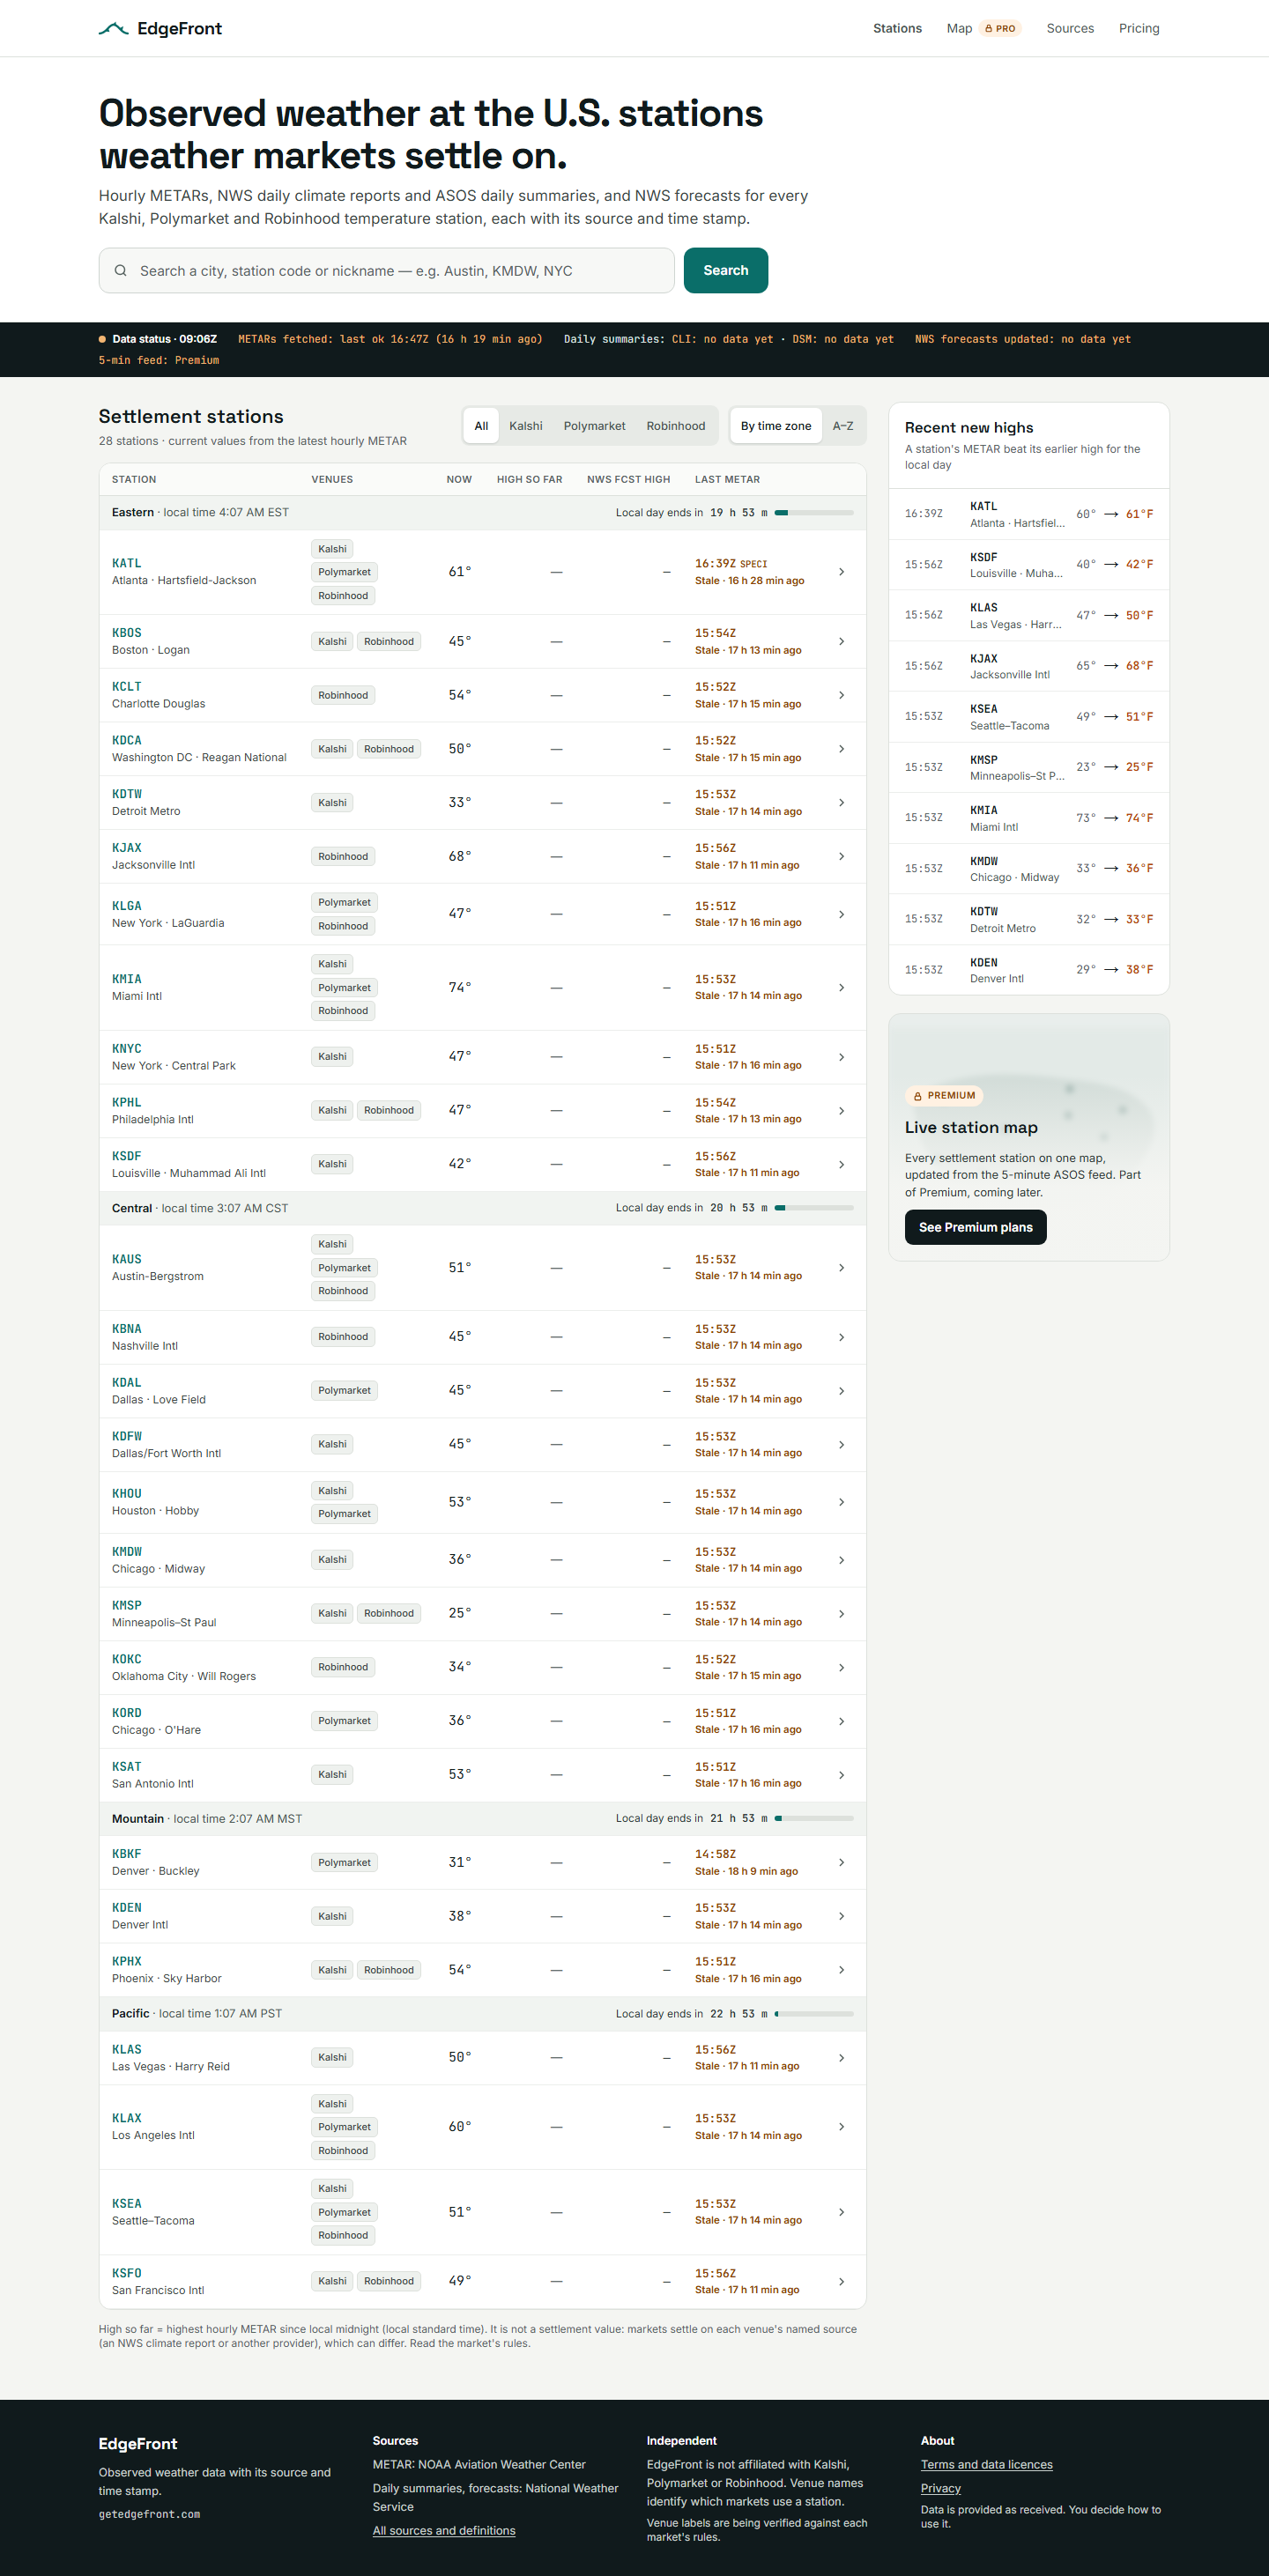 EdgeFront
Stations Map PRO Sources Pricing
Observed weather at the U.S. stations
weather markets settle on.
Hourly METARs, NWS daily climate reports and ASOS daily summaries, and NWS forecasts for every
Kalshi, Polymarket and Robinhood temperature station, each with its source and time stamp.
Search a city, station code or nickname — e.g. Austin, KMDW, NYC
Search
Data status · 09:06Z METARs fetched: last ok 16:47Z (16 h 19 min ago) Daily summaries: CLI: no data yet · DSM: no data yet NWS forecasts updated: no data yet
5-min feed: Premium
Settlement stations
28 stations · current values from the latest hourly METAR
All Kalshi Polymarket Robinhood
By time zone A–Z
STATION VENUES NOW HIGH SO FAR NWS FCST HIGH LAST METAR
Eastern · local time 4:07 AM EST Local day ends in 19 h 53 m
KATL
Atlanta · Hartsfield-Jackson
Kalshi
Polymarket
Robinhood
61° — — 16:39Z SPECI
Stale · 16 h 28 min ago
KBOS
Boston · Logan
Kalshi Robinhood
45° — — 15:54Z
Stale · 17 h 13 min ago
KCLT
Charlotte Douglas
Robinhood
54° — — 15:52Z
Stale · 17 h 15 min ago
KDCA
Washington DC · Reagan National
Kalshi Robinhood
50° — — 15:52Z
Stale · 17 h 15 min ago
KDTW
Detroit Metro
Kalshi
33° — — 15:53Z
Stale · 17 h 14 min ago
KJAX
Jacksonville Intl
Robinhood
68° — — 15:56Z
Stale · 17 h 11 min ago
KLGA
New York · LaGuardia
Polymarket
Robinhood
47° — — 15:51Z
Stale · 17 h 16 min ago
KMIA
Miami Intl
Kalshi
Polymarket
Robinhood
74° — — 15:53Z
Stale · 17 h 14 min ago
KNYC
New York · Central Park
Kalshi
47° — — 15:51Z
Stale · 17 h 16 min ago
KPHL
Philadelphia Intl
Kalshi Robinhood
47° — — 15:54Z
Stale · 17 h 13 min ago
KSDF
Louisville · Muhammad Ali Intl
Kalshi
42° — — 15:56Z
Stale · 17 h 11 min ago
Central · local time 3:07 AM CST Local day ends in 20 h 53 m
KAUS
Austin-Bergstrom
Kalshi
Polymarket
Robinhood
51° — — 15:53Z
Stale · 17 h 14 min ago
KBNA
Nashville Intl
Robinhood
45° — — 15:53Z
Stale · 17 h 14 min ago
KDAL
Dallas · Love Field
Polymarket
45° — — 15:53Z
Stale · 17 h 14 min ago
KDFW
Dallas/Fort Worth Intl
Kalshi
45° — — 15:53Z
Stale · 17 h 14 min ago
KHOU
Houston · Hobby
Kalshi
Polymarket
53° — — 15:53Z
Stale · 17 h 14 min ago
KMDW
Chicago · Midway
Kalshi
36° — — 15:53Z
Stale · 17 h 14 min ago
KMSP
Minneapolis–St Paul
Kalshi Robinhood
25° — — 15:53Z
Stale · 17 h 14 min ago
KOKC
Oklahoma City · Will Rogers
Robinhood
34° — — 15:52Z
Stale · 17 h 15 min ago
KORD
Chicago · O'Hare
Polymarket
36° — — 15:51Z
Stale · 17 h 16 min ago
KSAT
San Antonio Intl
Kalshi
53° — — 15:51Z
Stale · 17 h 16 min ago
Mountain · local time 2:07 AM MST Local day ends in 21 h 53 m
KBKF
Denver · Buckley
Polymarket
31° — — 14:58Z
Stale · 18 h 9 min ago
KDEN
Denver Intl
Kalshi
38° — — 15:53Z
Stale · 17 h 14 min ago
KPHX
Phoenix · Sky Harbor
Kalshi Robinhood
54° — — 15:51Z
Stale · 17 h 16 min ago
Pacific · local time 1:07 AM PST Local day ends in 22 h 53 m
KLAS
Las Vegas · Harry Reid
Kalshi
50° — — 15:56Z
Stale · 17 h 11 min ago
KLAX
Los Angeles Intl
Kalshi
Polymarket
Robinhood
60° — — 15:53Z
Stale · 17 h 14 min ago
KSEA
Seattle–Tacoma
Kalshi
Polymarket
Robinhood
51° — — 15:53Z
Stale · 17 h 14 min ago
KSFO
San Francisco Intl
Kalshi Robinhood
49° — — 15:56Z
Stale · 17 h 11 min ago
High so far = highest hourly METAR since local midnight (local standard time). It is not a settlement value: markets settle on each venue's named source
(an NWS climate report or another provider), which can differ. Read the market's rules.
Recent new highs
A station's METAR beat its earlier high for the
local day
16:39Z KATL 60° → 61°F
Atlanta · Hartsfiel...
15:56Z KSDF 40° → 42°F
Louisville · Muha...
15:56Z KLAS 47° → 50°F
Las Vegas · Harr...
15:56Z KJAX 65° → 68°F
Jacksonville Intl
15:53Z KSEA 49° → 51°F
Seattle–Tacoma
15:53Z KMSP 23° → 25°F
Minneapolis–St P...
15:53Z KMIA 73° → 74°F
Miami Intl
15:53Z KMDW 33° → 36°F
Chicago · Midway
15:53Z KDTW 32° → 33°F
Detroit Metro
15:53Z KDEN 29° → 38°F
Denver Intl
PREMIUM
Live station map
Every settlement station on one map,
updated from the 5-minute ASOS feed. Part
of Premium, coming later.
See Premium plans
EdgeFront
Observed weather data with its source and
time stamp.
getedgefront.com
Sources
METAR: NOAA Aviation Weather Center
Daily summaries, forecasts: National Weather
Service
All sources and definitions
Independent
EdgeFront is not affiliated with Kalshi,
Polymarket or Robinhood. Venue names
identify which markets use a station.
Venue labels are being verified against each
market's rules.
About
Terms and data licences
Privacy
Data is provided as received. You decide how to
use it.